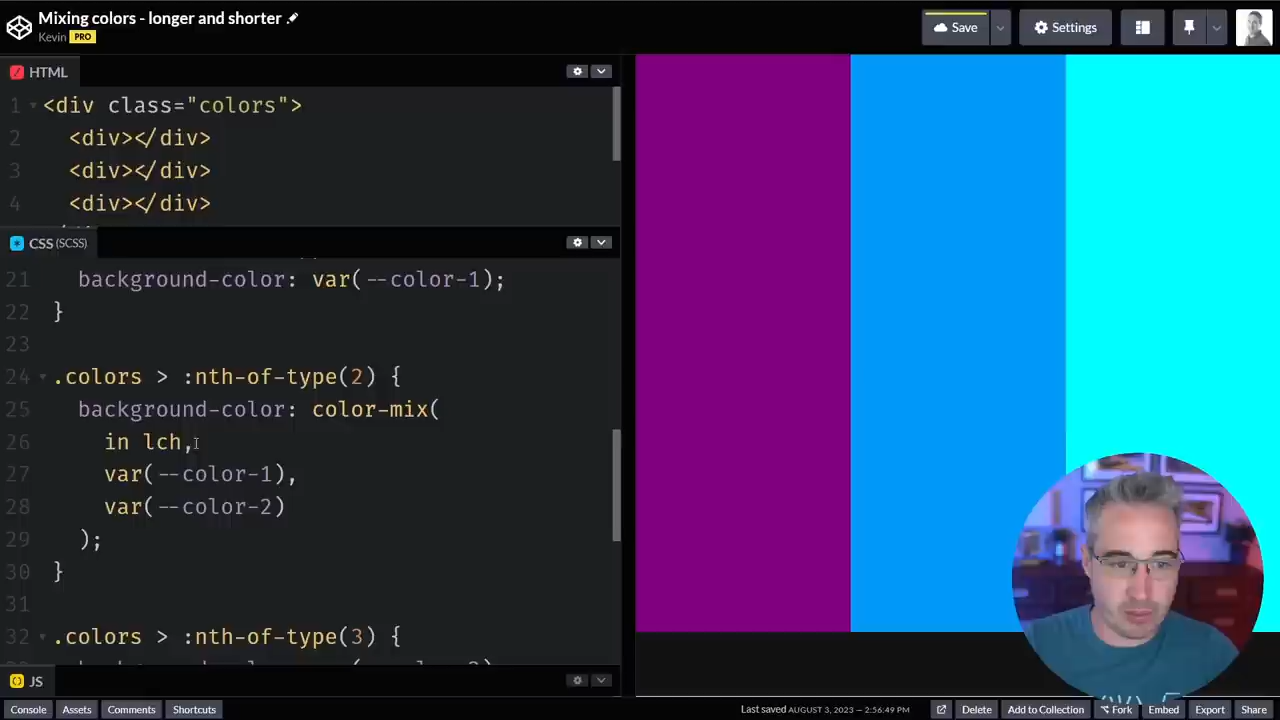 Mixing colors - longer and shorter
Kevin PRO
Save
Settings
HTML
1 <div class="colors">
2 <div></div>
3 <div></div>
4 <div></div>
CSS (SCSS)
21 background-color: var(--color-1);
22 }
23
24 .colors > :nth-of-type(2) {
25 background-color: color-mix(
26 in lch,
27 var(--color-1),
28 var(--color-2)
29 );
30 }
31
32 .colors > :nth-of-type(3) {
JS
Console Assets Comments Shortcuts
Last saved AUGUST 3, 2023 — 2:56:49 PM
Delete Add to Collection Fork Embed Export Share